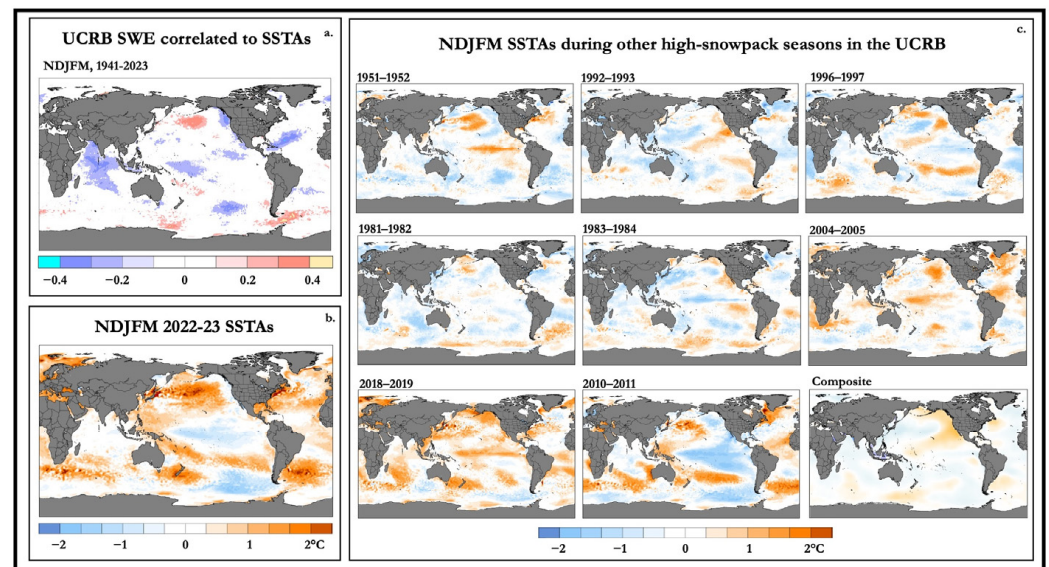 UCRB SWE correlated to SSTAs
a.
NDJFM, 1941-2023
−0.4 −0.2 0 0.2 0.4
NDJFM 2022-23 SSTAs
b.
−2 −1 0 1 2°C
NDJFM SSTAs during other high-snowpack seasons in the UCRB
c.
1951–1952 1992–1993 1996–1997
1981–1982 1983–1984 2004–2005
2018–2019 2010–2011 Composite
−2 −1 0 1 2°C